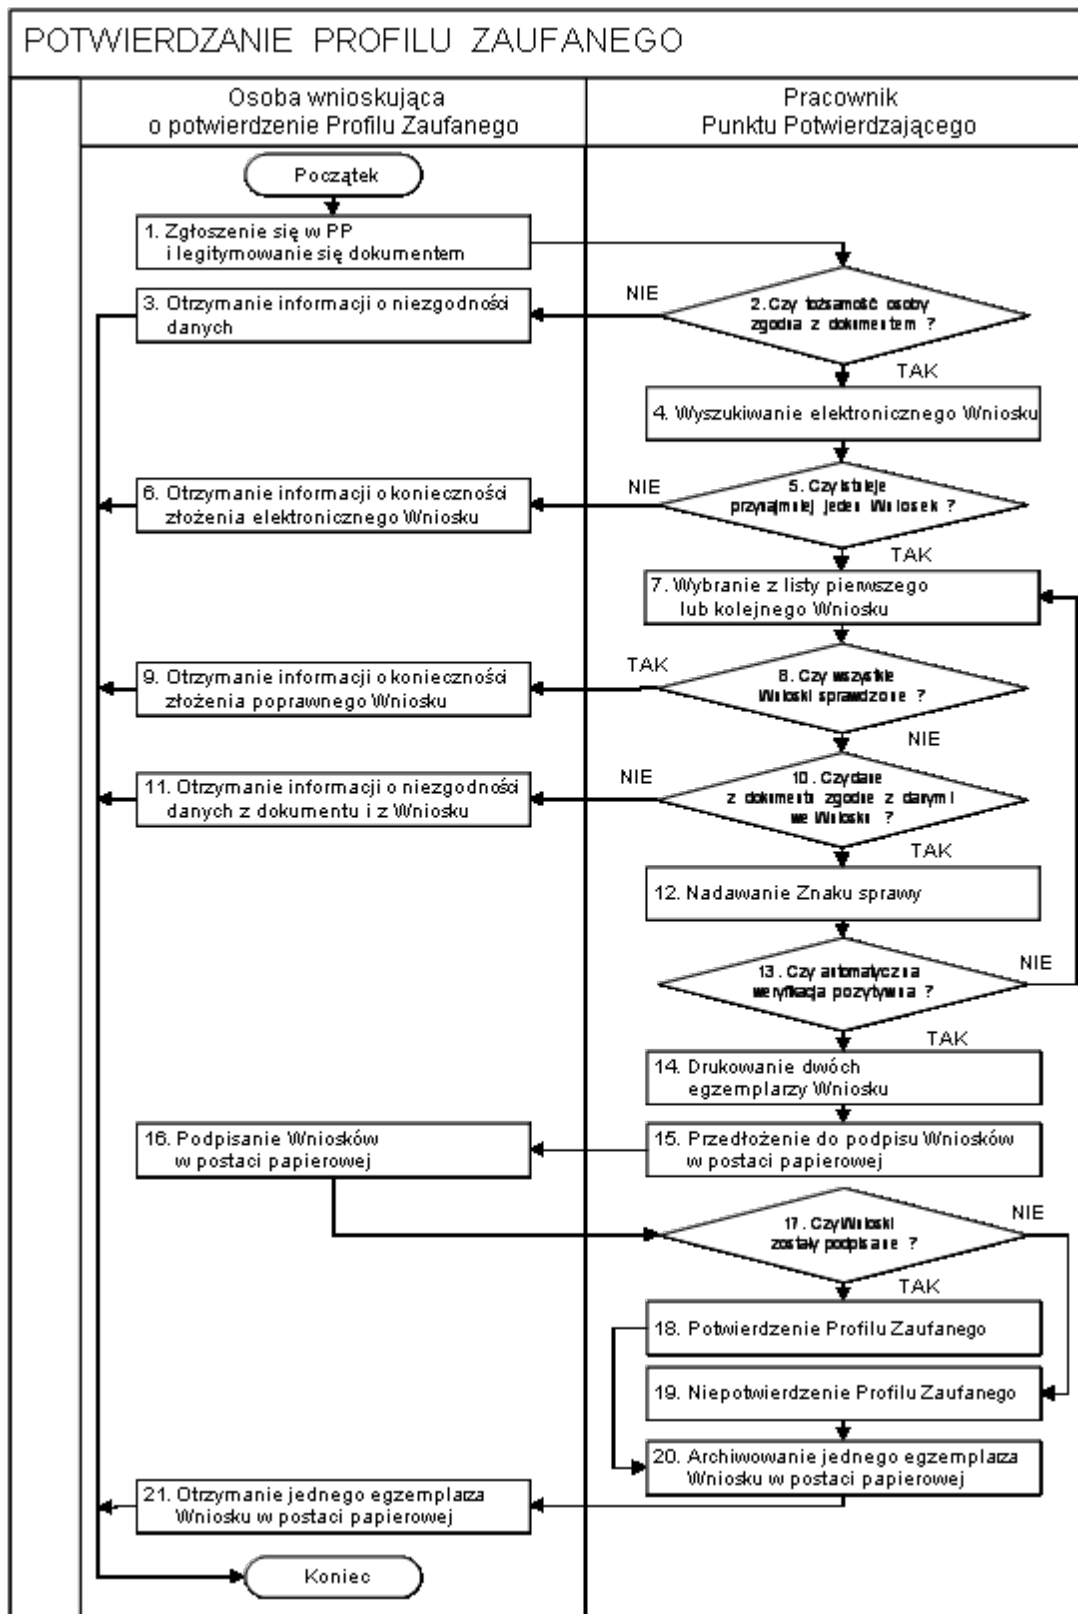 POTWIERDZANIE PROFILU ZAUFANEGO
Osoba wnioskująca
o potwierdzenie Profilu Zaufanego
Pracownik
Punktu Potwierdzającego
Początek
1. Zgłoszenie się w PP
i legitymowanie się dokumentem
2. Czy tożsamość osoby
zgodna z dokumentem ?
NIE
TAK
3. Otrzymanie informacji o niezgodności
danych
4. Wyszukiwanie elektronicznego Wniosku
5. Czy istnieje
przynajmniej jeden Wniosek ?
NIE
TAK
6. Otrzymanie informacji o konieczności
złożenia elektronicznego Wniosku
7. Wybranie z listy pierwszego
lub kolejnego Wniosku
8. Czy wszystkie
Wnioski sprawdzone ?
TAK
NIE
9. Otrzymanie informacji o konieczności
złożenia poprawnego Wniosku
10. Czy dane
z dokumentu zgodne z danymi
we Wniosku ?
NIE
TAK
11. Otrzymanie informacji o niezgodności
danych z dokumentu i z Wniosku
12. Nadawanie Znaku sprawy
13. Czy automatyczna
weryfikacja pozytywna ?
NIE
TAK
14. Drukowanie dwóch
egzemplarzy Wniosku
15. Przedłożenie do podpisu Wniosków
w postaci papierowej
16. Podpisanie Wniosków
w postaci papierowej
17. Czy Wnioski
zostały podpisane ?
NIE
TAK
18. Potwierdzenie Profilu Zaufanego
19. Niepotwierdzenie Profilu Zaufanego
20. Archiwowanie jednego egzemplarza
Wniosku w postaci papierowej
21. Otrzymanie jednego egzemplarza
Wniosku w postaci papierowej
Koniec